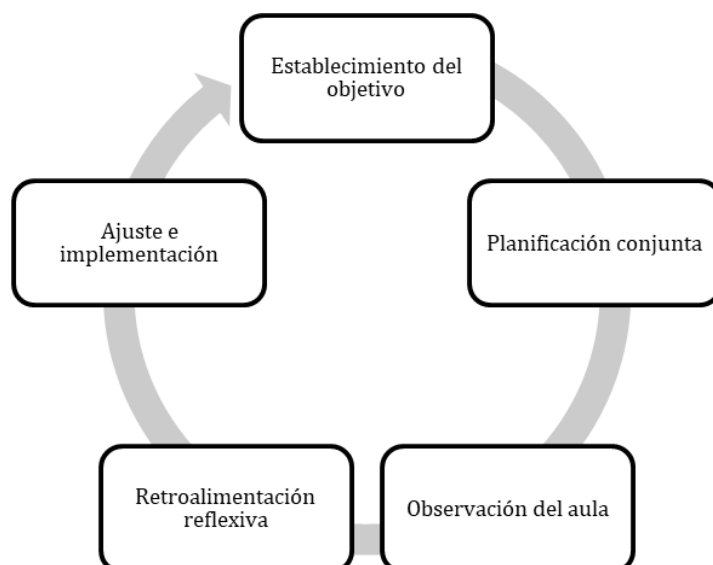 Establecimiento del
objetivo
Planificación conjunta
Observación del aula
Retroalimentación
reflexiva
Ajuste e
implementación